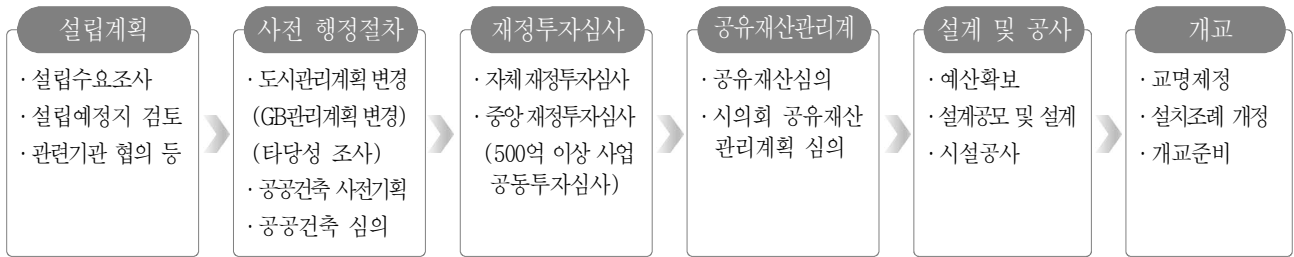 설립계획
· 설립수요조사
· 설립예정지 검토
· 관련기관 협의 등
사전 행정절차
· 도시관리계획 변경
(GB관리계획 변경)
(타당성 조사)
· 공공건축 사전기획
· 공공건축 심의
재정투자심사
· 자체 재정투자심사
· 중앙 재정투자심사
(500억 이상 사업
공동투자심사)
공유재산관리계
· 공유재산심의
· 시의회 공유재산
관리계획 심의
설계 및 공사
· 예산확보
· 설계공모 및 설계
· 시설공사
개교
· 교명제정
· 설치조례 개정
· 개교준비